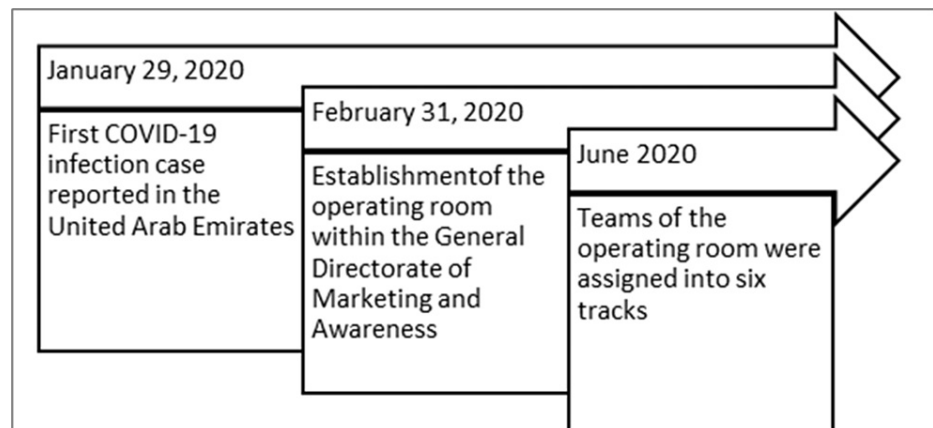 January 29, 2020
First COVID-19
infection case
reported in the
United Arab Emirates
February 31, 2020
Establishmentof the
operating room
within the General
Directorate of
Marketing and
Awareness
June 2020
Teams of the
operating room were
assigned into six
tracks